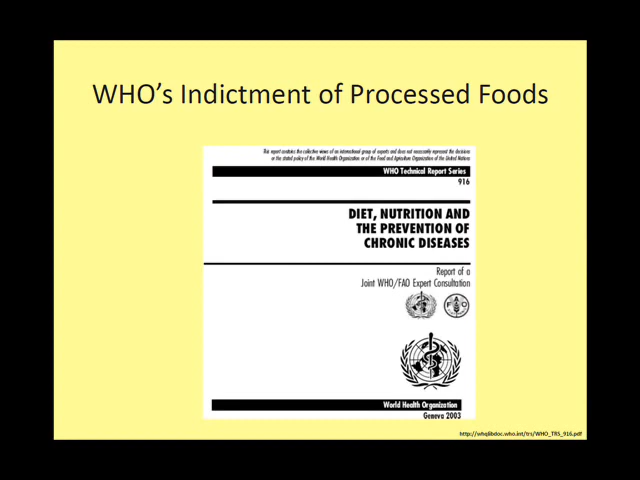 WHO's Indictment of Processed Foods
This report contains the collective views of an international group of experts and does not necessarily represent the decisions
or the stated policy of the World Health Organization or of the Food and Agriculture Organization of the United Nations
WHO Technical Report Series
916
DIET, NUTRITION AND
THE PREVENTION OF
CHRONIC DISEASES
Report of a
Joint WHO/FAO Expert Consultation
F A O
World Health Organization
Geneva 2003
http://whqlibdoc.who.int/trs/WHO_TRS_916.pdf